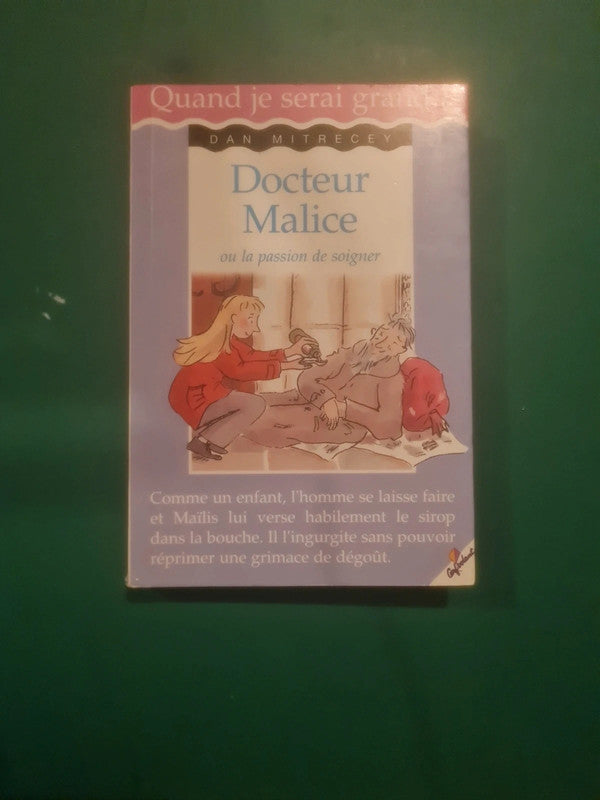 Quand je serai grand
DAN MITRECEY
Docteur
Malice
ou la passion de soigner
Comme un enfant, l'homme se laisse faire
et Maïlis lui verse habilement le sirop
dans la bouche. Il l'ingurgite sans pouvoir
réprimer une grimace de dégoût.